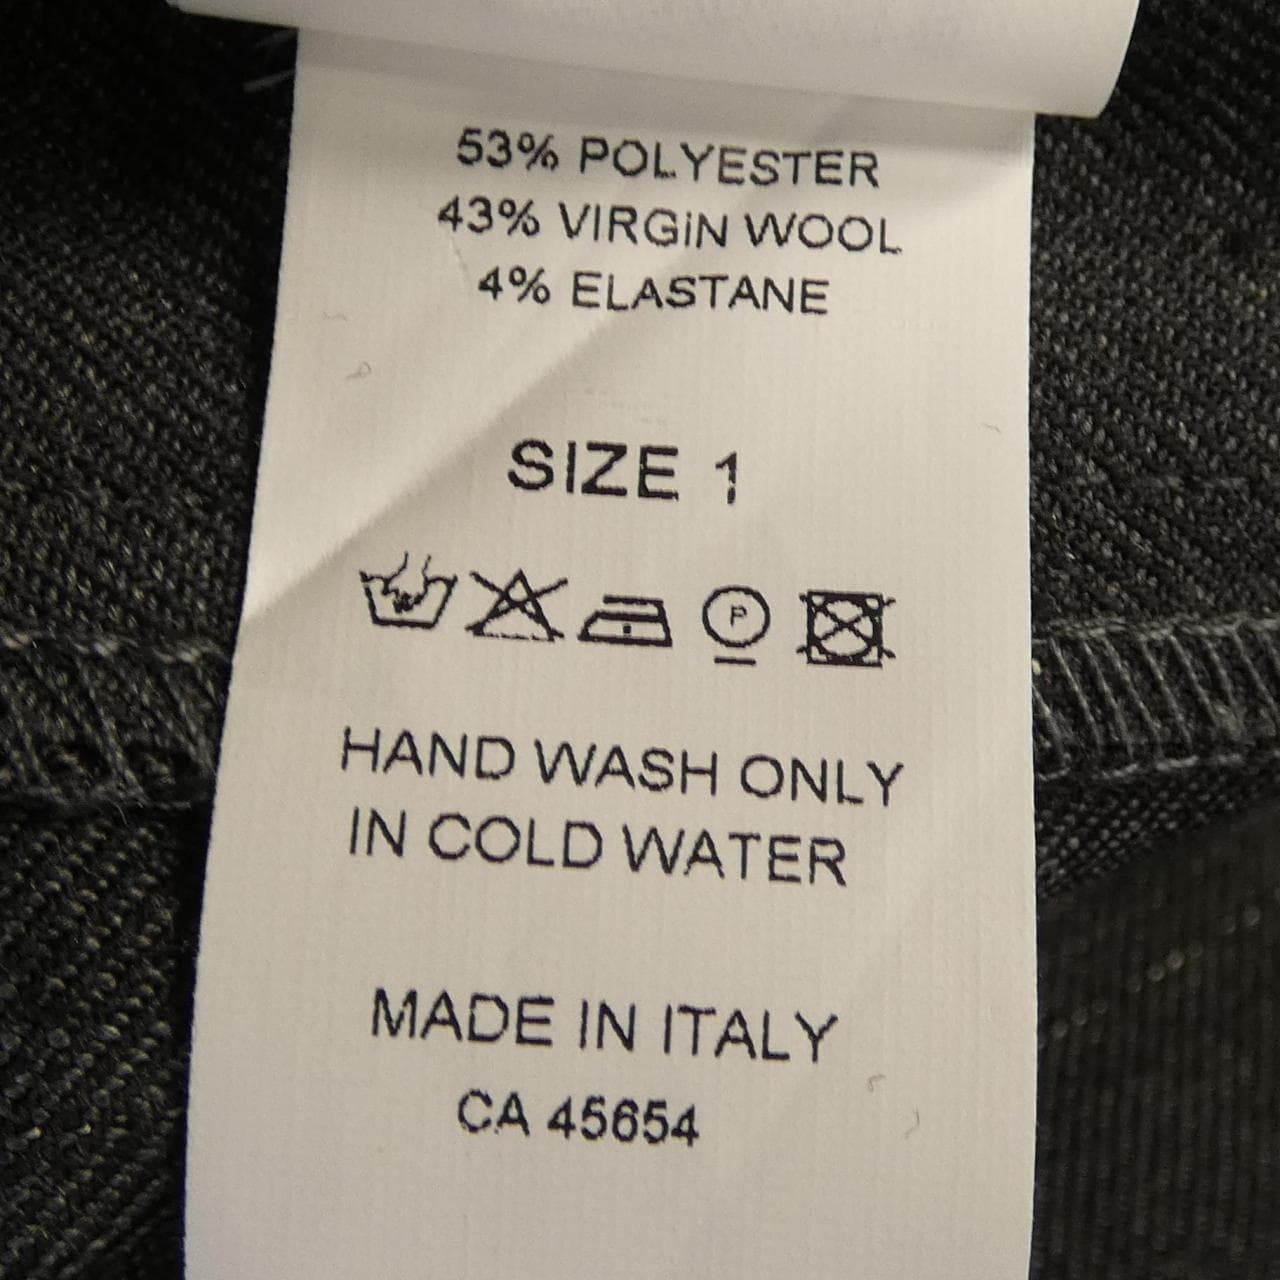 53% POLYESTER
43% VIRGIN WOOL
4% ELASTANE
SIZE 1
P
HAND WASH ONLY
IN COLD WATER
MADE IN ITALY
CA 45654